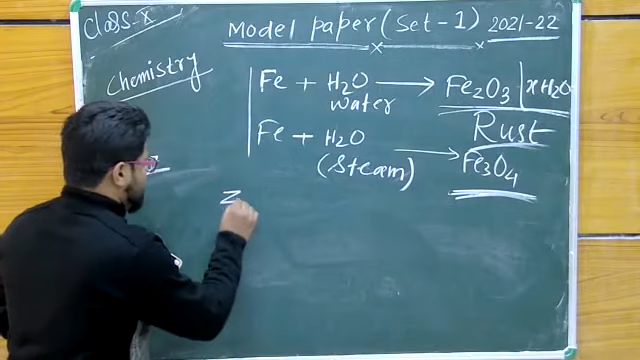 Class-X
Model paper (Set-1) 2021-22
Chemistry
Fe + H₂O → Fe₂O₃ | xH₂O
water
Rust
Fe + H₂O → Fe₃O₄
(Steam)
Z